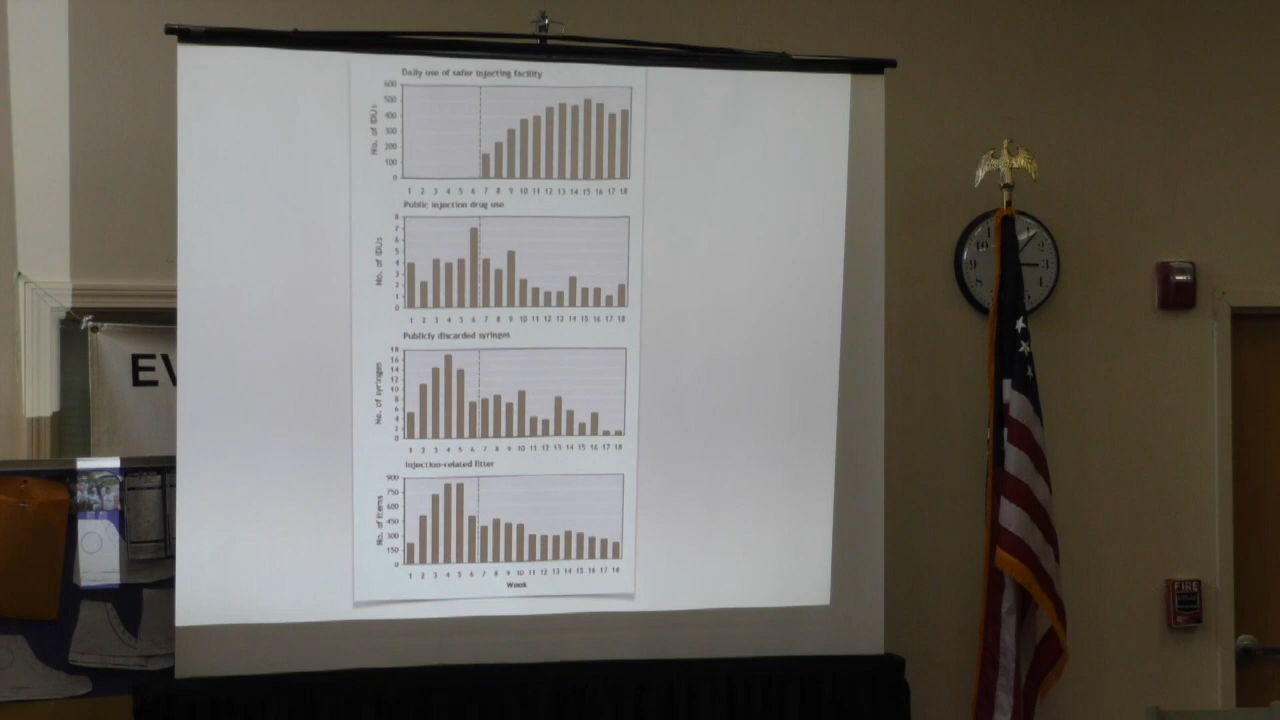 Daily use of safer injecting facility
No. of IDUs
600
500
400
300
200
100
0
1 2 3 4 5 6 7 8 9 10 11 12 13 14 15 16 17 18
Public injection drug use
No. of IDUs
8
7
6
5
4
3
2
1
0
1 2 3 4 5 6 7 8 9 10 11 12 13 14 15 16 17 18
Publicly discarded syringes
No. of syringes
18
16
14
12
10
8
6
4
2
0
1 2 3 4 5 6 7 8 9 10 11 12 13 14 15 16 17 18
Injection-related litter
No. of items
900
750
600
450
300
150
0
1 2 3 4 5 6 7 8 9 10 11 12 13 14 15 16 17 18
Week
EV
1
2
3
4
9
8
FIRE